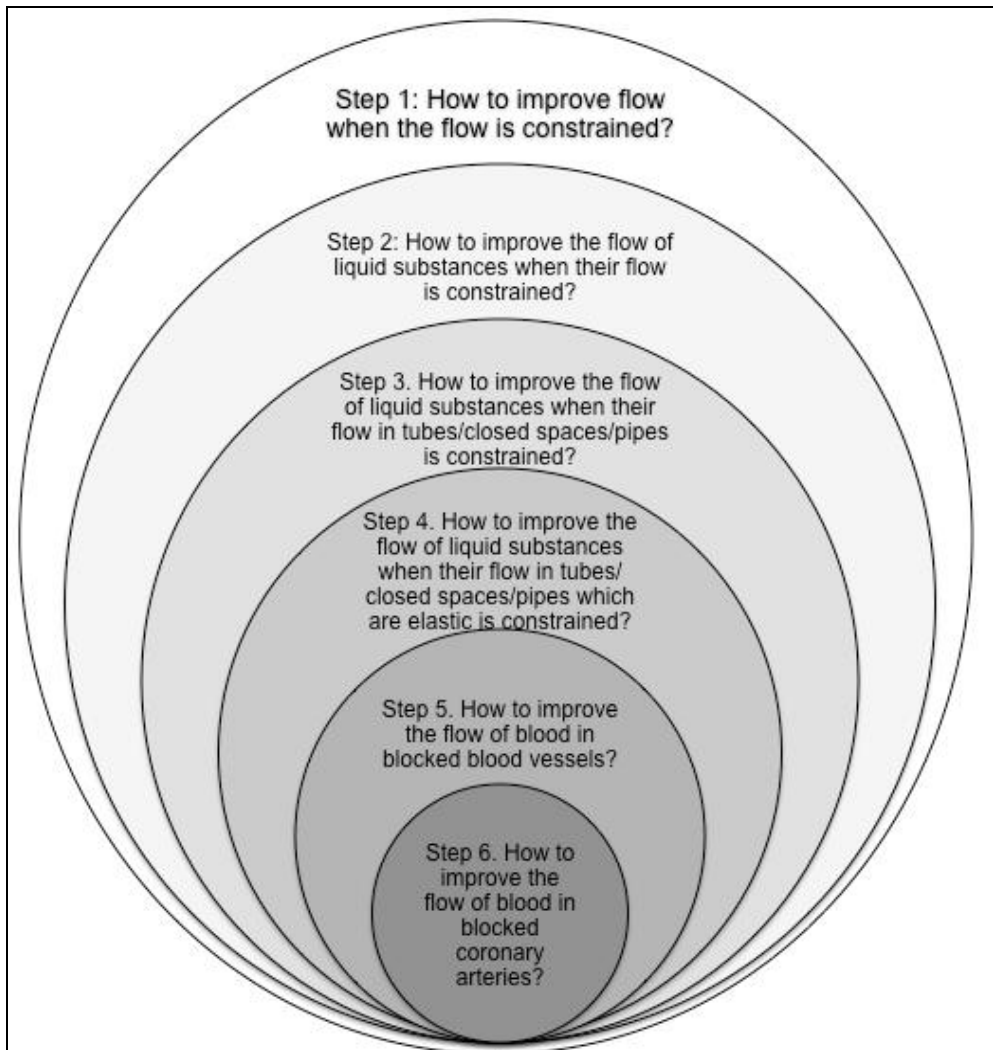 Step 1: How to improve flow
when the flow is constrained?
Step 2: How to improve the flow of
liquid substances when their flow
is constrained?
Step 3. How to improve the flow
of liquid substances when their
flow in tubes/closed spaces/pipes
is constrained?
Step 4. How to improve the
flow of liquid substances
when their flow in tubes/
closed spaces/pipes which
are elastic is constrained?
Step 5. How to improve
the flow of blood in
blocked blood vessels?
Step 6. How to
improve the
flow of blood in
blocked
coronary
arteries?